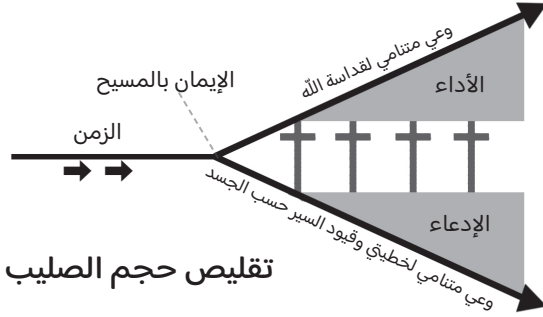 وعي متنامي لقداسة الله
الأداء
الإيمان بالمسيح
الزمن
الإدعاء
وعي متنامي لخطيتي وقيود السير حسب الجسد
تقليص حجم الصليب